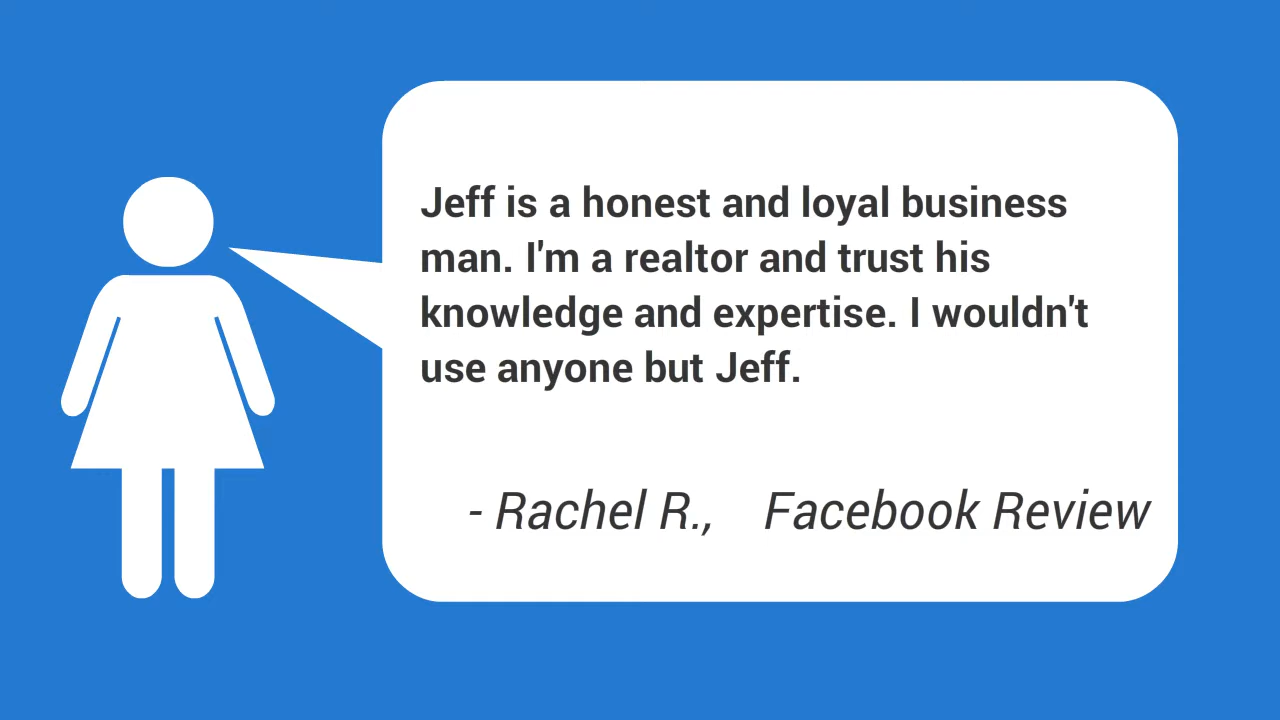 Jeff is a honest and loyal business
man. I'm a realtor and trust his
knowledge and expertise. I wouldn't
use anyone but Jeff.
- Rachel R., Facebook Review